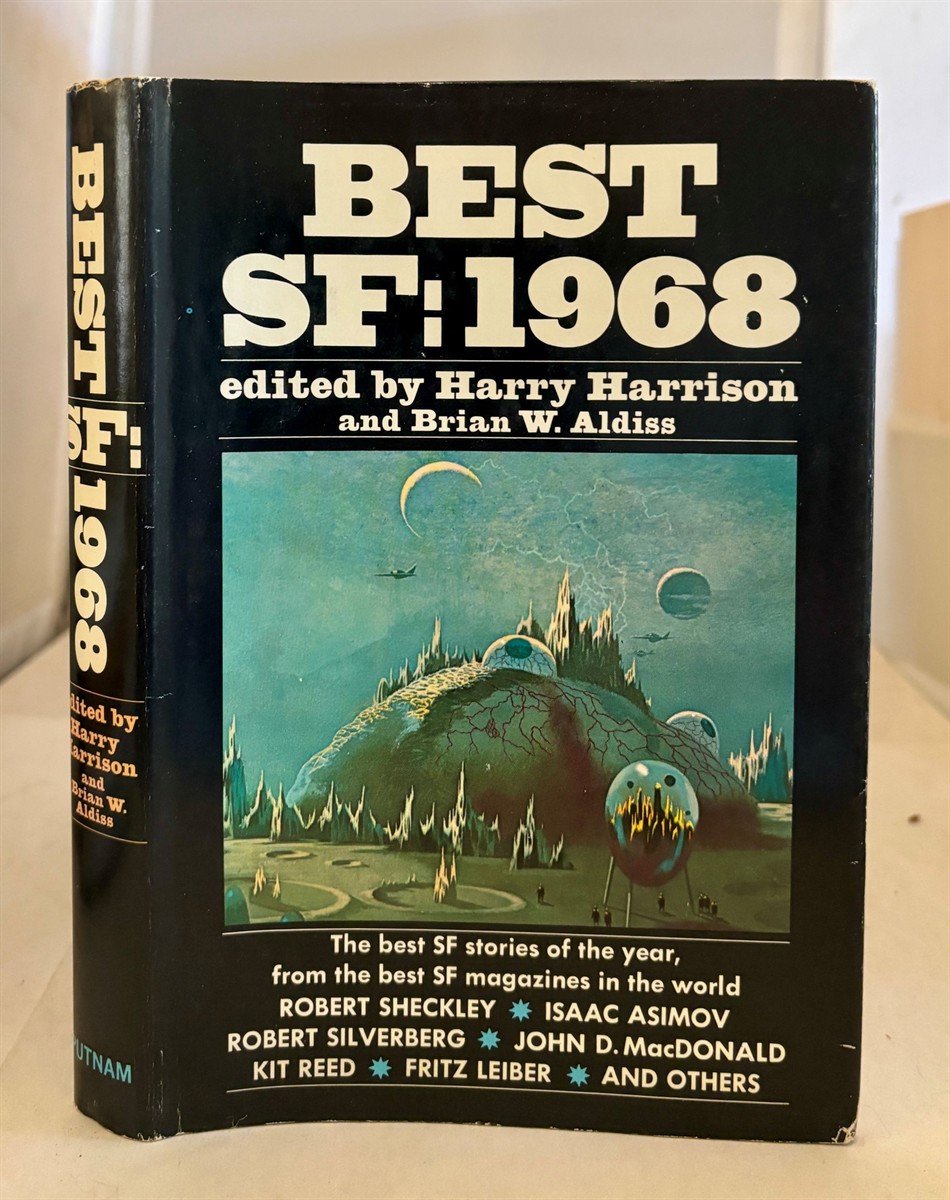 BEST
SF: 1968
edited by Harry Harrison
and Brian W. Aldiss
The best SF stories of the year,
from the best SF magazines in the world
ROBERT SHECKLEY * ISAAC ASIMOV
ROBERT SILVERBERG * JOHN D. MacDONALD
KIT REED * FRITZ LEIBER * AND OTHERS
BEST
SF:
1968
edited by
Harry
Harrison
and
Brian W.
Aldiss
PUTNAM